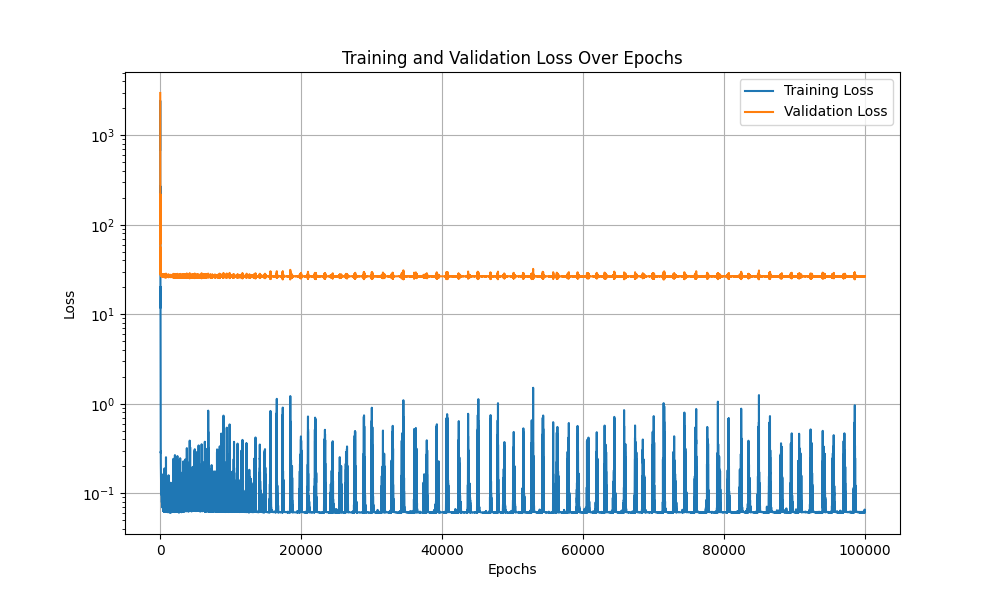 Training and Validation Loss Over Epochs
Training Loss
Validation Loss
10³
10²
10¹
10⁰
10⁻¹
Loss
0 20000 40000 60000 80000 100000
Epochs